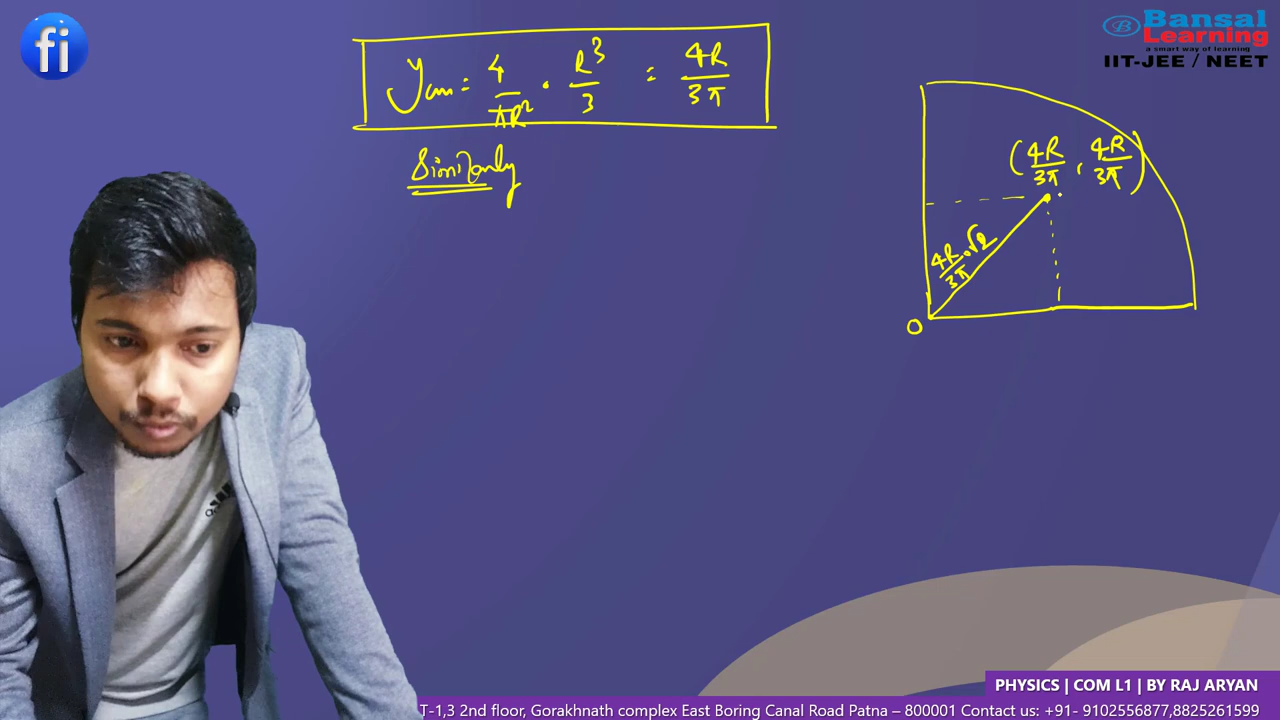 fi
Bansal
Learning
a smart way of learning
IIT-JEE / NEET
y_cm = 4/πR² · R³/3 = 4R/3π
Similarly
(4R/3π, 4R/3π)
4R/3π · √2
O
PHYSICS | COM L1 | BY RAJ ARYAN
T-1,3 2nd floor, Gorakhnath complex East Boring Canal Road Patna – 800001 Contact us: +91- 9102556877,8825261599